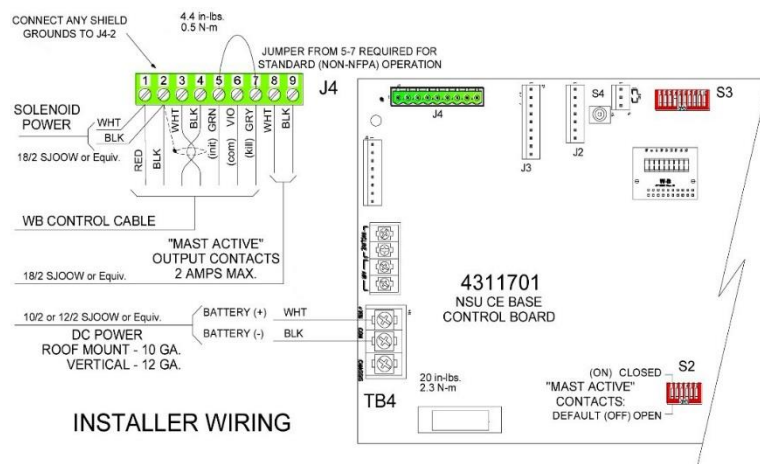 CONNECT ANY SHIELD
GROUNDS TO J4-2
4.4 in-lbs.
0.5 N-m
JUMPER FROM 5-7 REQUIRED FOR
STANDARD (NON-NFPA) OPERATION
1 2 3 4 5 6 7 8 9
J4
SOLENOID
POWER
WHT
BLK
18/2 SJOOW or Equiv.
RED
BLK
WHT
BLK
(init) GRN
(com) VIO
(kill) GRY
WHT
BLK
WB CONTROL CABLE
"MAST ACTIVE"
OUTPUT CONTACTS
2 AMPS MAX.
18/2 SJOOW or Equiv.
10/2 or 12/2 SJOOW or Equiv.
BATTERY (+) WHT
BATTERY (-) BLK
DC POWER
ROOF MOUNT - 10 GA.
VERTICAL - 12 GA.
INSTALLER WIRING
J4
J3
J2
S4
S3
W-B
4311701
NSU CE BASE
CONTROL BOARD
COM
CHASSIS
TB4
20 in-lbs.
2.3 N-m
S2
(ON) CLOSED
"MAST ACTIVE"
CONTACTS:
DEFAULT (OFF) OPEN